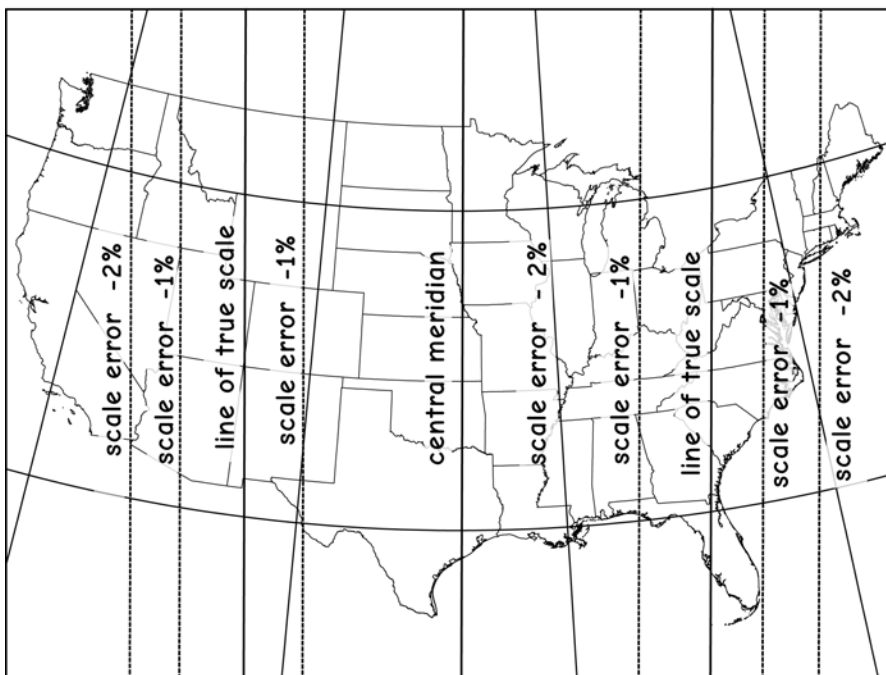 scale error -2%
scale error -1%
line of true scale
scale error -1%
central meridian
scale error -2%
scale error -1%
line of true scale
scale error -1%
scale error -2%